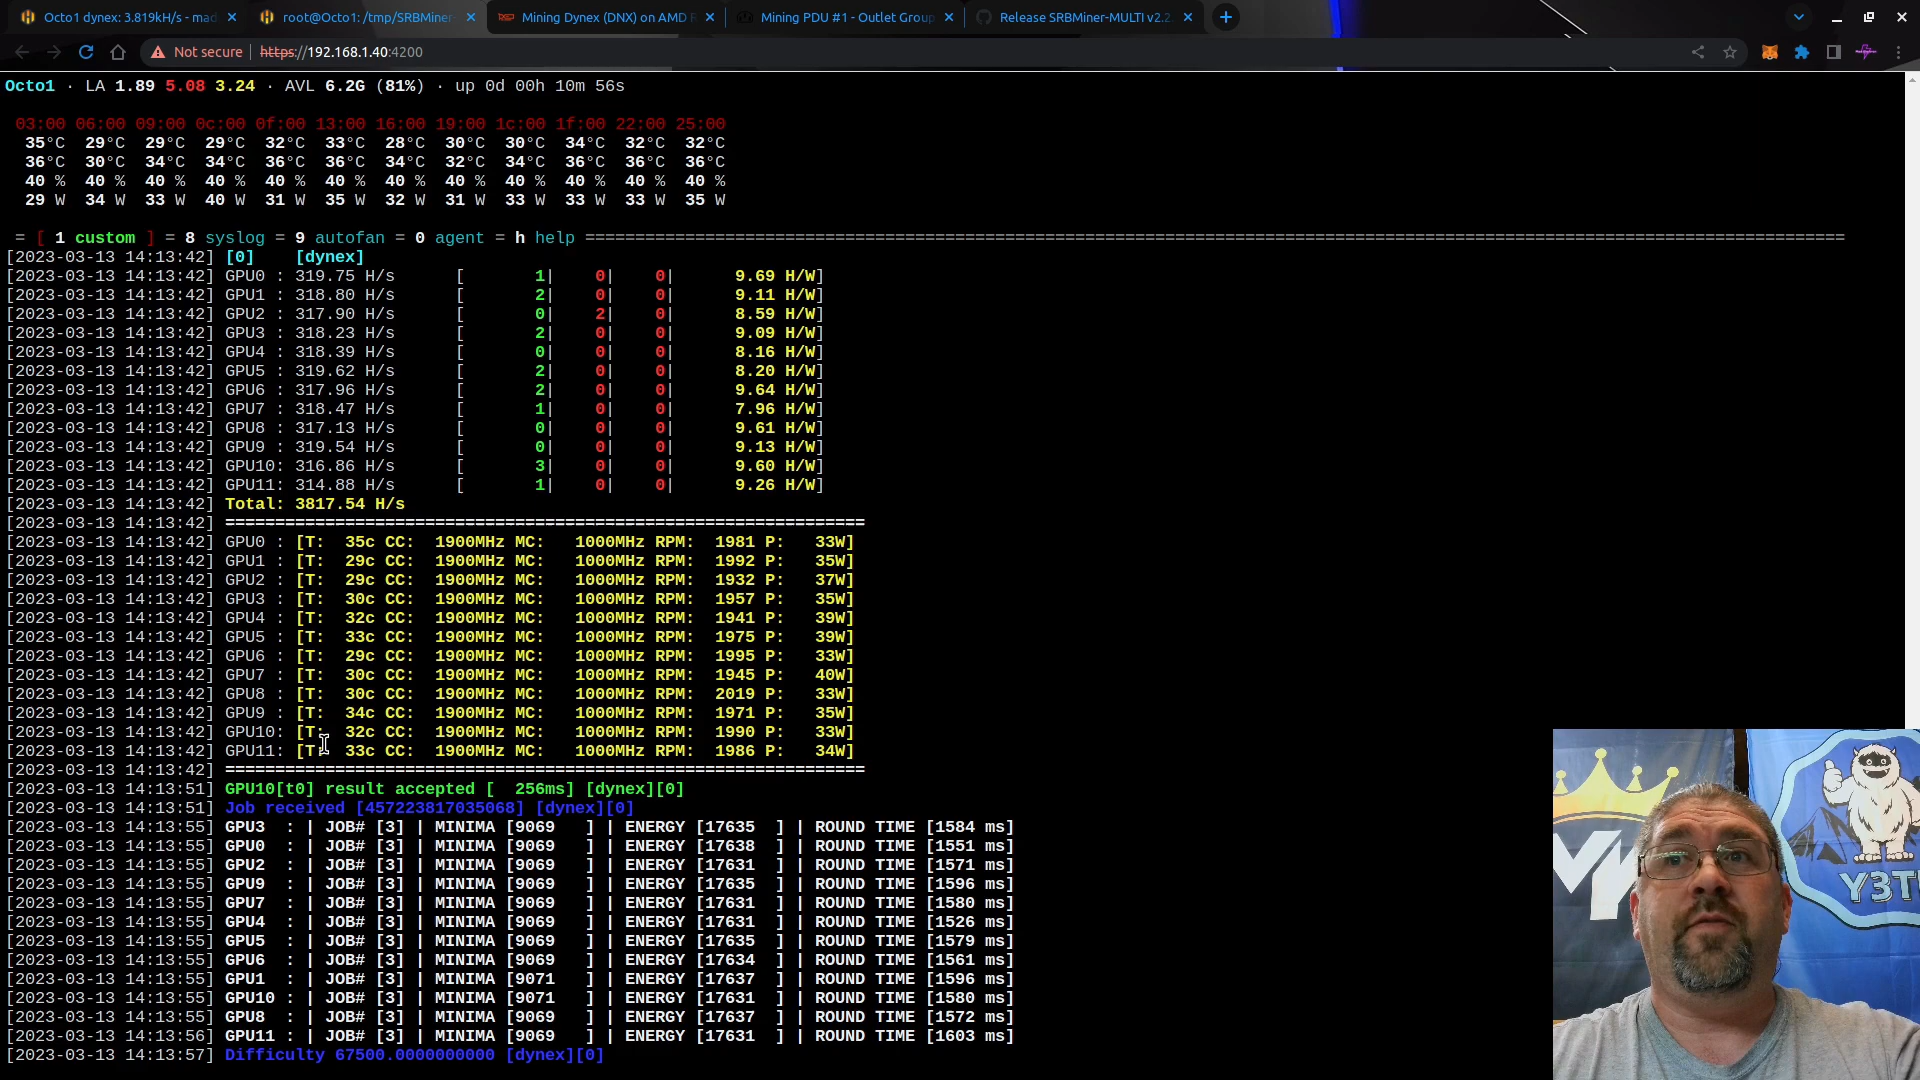 Octo1 dynex: 3.819kH/s - mad
root@Octo1: /tmp/SRBMiner-
Mining Dynex (DNX) on AMD R
Mining PDU #1 - Outlet Group
Release SRBMiner-MULTI v2.2
Not secure | https://192.168.1.40:4200
Octo1 · LA 1.89 5.08 3.24 · AVL 6.2G (81%) · up 0d 00h 10m 56s
03:00 06:00 09:00 0c:00 0f:00 13:00 16:00 19:00 1c:00 1f:00 22:00 25:00
35°C 29°C 29°C 29°C 32°C 33°C 28°C 30°C 30°C 34°C 32°C 32°C
36°C 30°C 34°C 34°C 36°C 36°C 34°C 32°C 34°C 36°C 36°C 36°C
40 % 40 % 40 % 40 % 40 % 40 % 40 % 40 % 40 % 40 % 40 % 40 %
29 W 34 W 33 W 40 W 31 W 35 W 32 W 31 W 33 W 33 W 33 W 35 W
= [ 1 custom ] = 8 syslog = 9 autofan = 0 agent = h help ==============================================================================================================================
[2023-03-13 14:13:42] [0] [dynex]
[2023-03-13 14:13:42] GPU0 : 319.75 H/s [ 1| 0| 0| 9.69 H/W]
[2023-03-13 14:13:42] GPU1 : 318.80 H/s [ 2| 0| 0| 9.11 H/W]
[2023-03-13 14:13:42] GPU2 : 317.90 H/s [ 0| 2| 0| 8.59 H/W]
[2023-03-13 14:13:42] GPU3 : 318.23 H/s [ 2| 0| 0| 9.09 H/W]
[2023-03-13 14:13:42] GPU4 : 318.39 H/s [ 0| 0| 0| 8.16 H/W]
[2023-03-13 14:13:42] GPU5 : 319.62 H/s [ 2| 0| 0| 8.20 H/W]
[2023-03-13 14:13:42] GPU6 : 317.96 H/s [ 2| 0| 0| 9.64 H/W]
[2023-03-13 14:13:42] GPU7 : 318.47 H/s [ 1| 0| 0| 7.96 H/W]
[2023-03-13 14:13:42] GPU8 : 317.13 H/s [ 0| 0| 0| 9.61 H/W]
[2023-03-13 14:13:42] GPU9 : 319.54 H/s [ 0| 0| 0| 9.13 H/W]
[2023-03-13 14:13:42] GPU10: 316.86 H/s [ 3| 0| 0| 9.60 H/W]
[2023-03-13 14:13:42] GPU11: 314.88 H/s [ 1| 0| 0| 9.26 H/W]
[2023-03-13 14:13:42] Total: 3817.54 H/s
[2023-03-13 14:13:42] ================================================================
[2023-03-13 14:13:42] GPU0 : [T: 35c CC: 1900MHz MC: 1000MHz RPM: 1981 P: 33W]
[2023-03-13 14:13:42] GPU1 : [T: 29c CC: 1900MHz MC: 1000MHz RPM: 1992 P: 35W]
[2023-03-13 14:13:42] GPU2 : [T: 29c CC: 1900MHz MC: 1000MHz RPM: 1932 P: 37W]
[2023-03-13 14:13:42] GPU3 : [T: 30c CC: 1900MHz MC: 1000MHz RPM: 1957 P: 35W]
[2023-03-13 14:13:42] GPU4 : [T: 32c CC: 1900MHz MC: 1000MHz RPM: 1941 P: 39W]
[2023-03-13 14:13:42] GPU5 : [T: 33c CC: 1900MHz MC: 1000MHz RPM: 1975 P: 39W]
[2023-03-13 14:13:42] GPU6 : [T: 29c CC: 1900MHz MC: 1000MHz RPM: 1995 P: 33W]
[2023-03-13 14:13:42] GPU7 : [T: 30c CC: 1900MHz MC: 1000MHz RPM: 1945 P: 40W]
[2023-03-13 14:13:42] GPU8 : [T: 30c CC: 1900MHz MC: 1000MHz RPM: 2019 P: 33W]
[2023-03-13 14:13:42] GPU9 : [T: 34c CC: 1900MHz MC: 1000MHz RPM: 1971 P: 35W]
[2023-03-13 14:13:42] GPU10: [T: 32c CC: 1900MHz MC: 1000MHz RPM: 1990 P: 33W]
[2023-03-13 14:13:42] GPU11: [T: 33c CC: 1900MHz MC: 1000MHz RPM: 1986 P: 34W]
[2023-03-13 14:13:42] ================================================================
[2023-03-13 14:13:51] GPU10[t0] result accepted [ 256ms] [dynex][0]
[2023-03-13 14:13:51] Job received [457223817035068] [dynex][0]
[2023-03-13 14:13:55] GPU3 : | JOB# [3] | MINIMA [9069 ] | ENERGY [17635 ] | ROUND TIME [1584 ms]
[2023-03-13 14:13:55] GPU0 : | JOB# [3] | MINIMA [9069 ] | ENERGY [17638 ] | ROUND TIME [1551 ms]
[2023-03-13 14:13:55] GPU2 : | JOB# [3] | MINIMA [9069 ] | ENERGY [17631 ] | ROUND TIME [1571 ms]
[2023-03-13 14:13:55] GPU9 : | JOB# [3] | MINIMA [9069 ] | ENERGY [17635 ] | ROUND TIME [1596 ms]
[2023-03-13 14:13:55] GPU7 : | JOB# [3] | MINIMA [9069 ] | ENERGY [17631 ] | ROUND TIME [1580 ms]
[2023-03-13 14:13:55] GPU4 : | JOB# [3] | MINIMA [9069 ] | ENERGY [17631 ] | ROUND TIME [1526 ms]
[2023-03-13 14:13:55] GPU5 : | JOB# [3] | MINIMA [9069 ] | ENERGY [17635 ] | ROUND TIME [1579 ms]
[2023-03-13 14:13:55] GPU6 : | JOB# [3] | MINIMA [9069 ] | ENERGY [17634 ] | ROUND TIME [1561 ms]
[2023-03-13 14:13:55] GPU1 : | JOB# [3] | MINIMA [9071 ] | ENERGY [17637 ] | ROUND TIME [1596 ms]
[2023-03-13 14:13:55] GPU10 : | JOB# [3] | MINIMA [9071 ] | ENERGY [17631 ] | ROUND TIME [1580 ms]
[2023-03-13 14:13:55] GPU8 : | JOB# [3] | MINIMA [9069 ] | ENERGY [17637 ] | ROUND TIME [1572 ms]
[2023-03-13 14:13:56] GPU11 : | JOB# [3] | MINIMA [9069 ] | ENERGY [17631 ] | ROUND TIME [1603 ms]
[2023-03-13 14:13:57] Difficulty 67500.0000000000 [dynex][0]
Y3TI